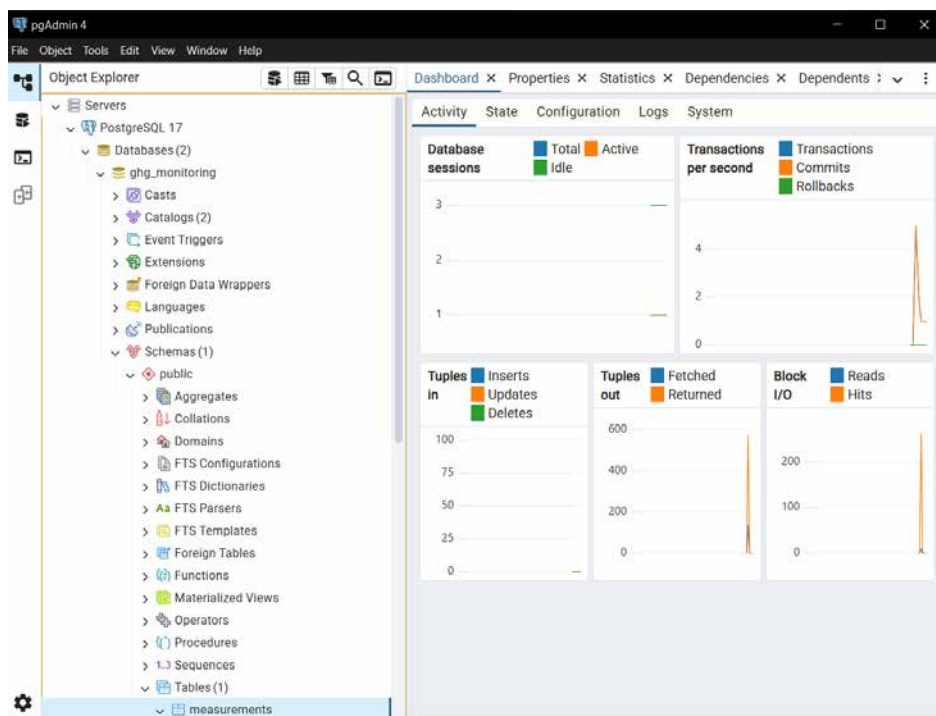 pgAdmin 4
File Object Tools Edit View Window Help
Object Explorer
Servers
PostgreSQL 17
Databases (2)
ghg_monitoring
Casts
Catalogs (2)
Event Triggers
Extensions
Foreign Data Wrappers
Languages
Publications
Schemas (1)
public
Aggregates
Collations
Domains
FTS Configurations
FTS Dictionaries
Aa FTS Parsers
FTS Templates
Foreign Tables
Functions
Materialized Views
Operators
Procedures
1..3 Sequences
Tables (1)
measurements
Dashboard Properties Statistics Dependencies Dependents
Activity State Configuration Logs System
Database sessions
Total Active
Idle
3
2
1
Transactions per second
Transactions
Commits
Rollbacks
4
2
0
Tuples in
Inserts
Updates
Deletes
100
75
50
25
0
Tuples out
Fetched
Returned
600
400
200
0
Block I/O
Reads
Hits
200
100
0